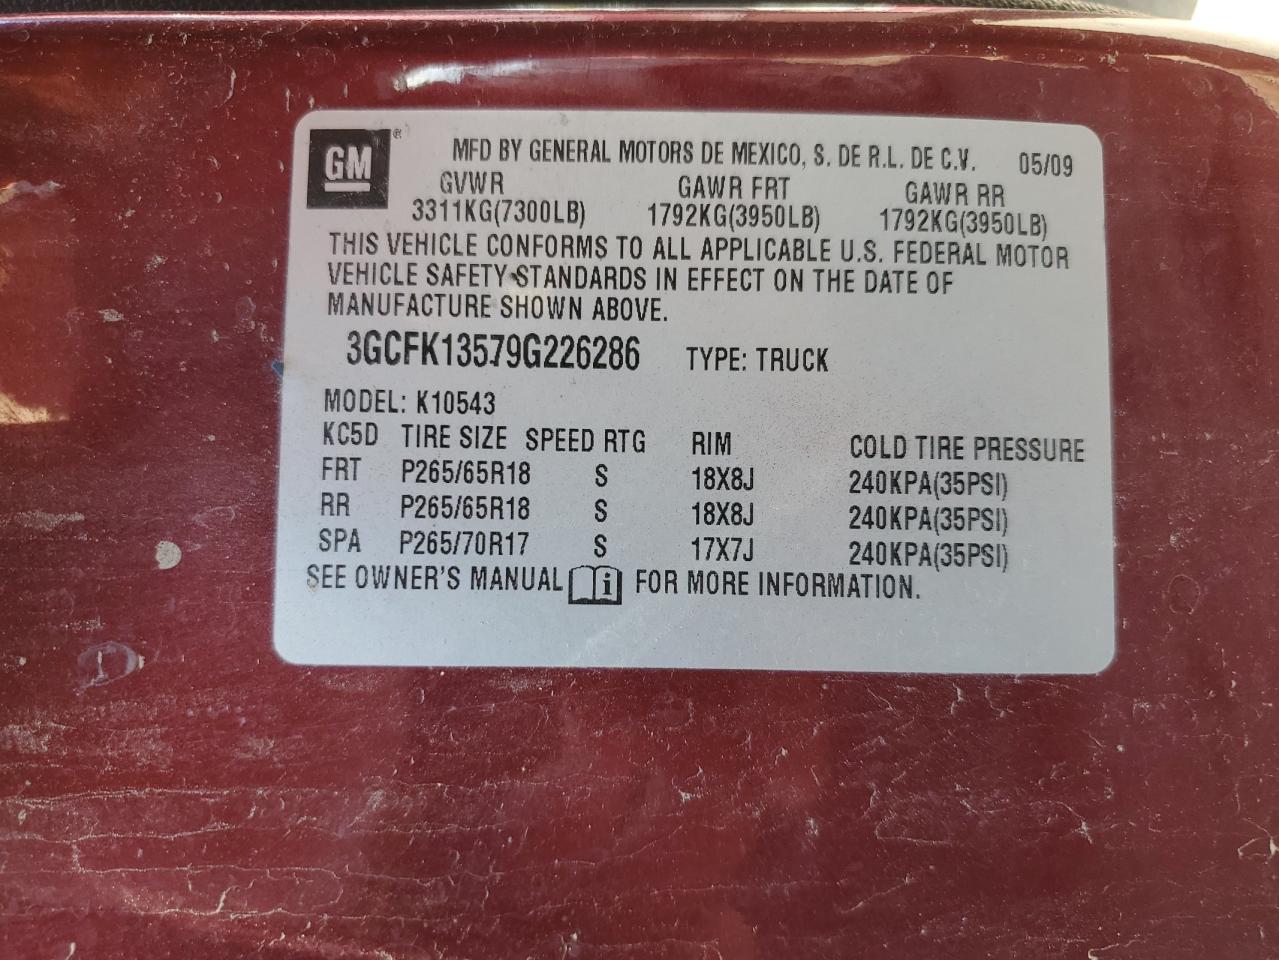 GM ® MFD BY GENERAL MOTORS DE MEXICO, S. DE R.L. DE C.V. 05/09
GVWR GAWR FRT GAWR RR
3311KG(7300LB) 1792KG(3950LB) 1792KG(3950LB)
THIS VEHICLE CONFORMS TO ALL APPLICABLE U.S. FEDERAL MOTOR
VEHICLE SAFETY STANDARDS IN EFFECT ON THE DATE OF
MANUFACTURE SHOWN ABOVE.
3GCFK13579G226286 TYPE: TRUCK
MODEL: K10543
KC5D TIRE SIZE SPEED RTG RIM COLD TIRE PRESSURE
FRT P265/65R18 S 18X8J 240KPA(35PSI)
RR P265/65R18 S 18X8J 240KPA(35PSI)
SPA P265/70R17 S 17X7J 240KPA(35PSI)
SEE OWNER'S MANUAL i FOR MORE INFORMATION.